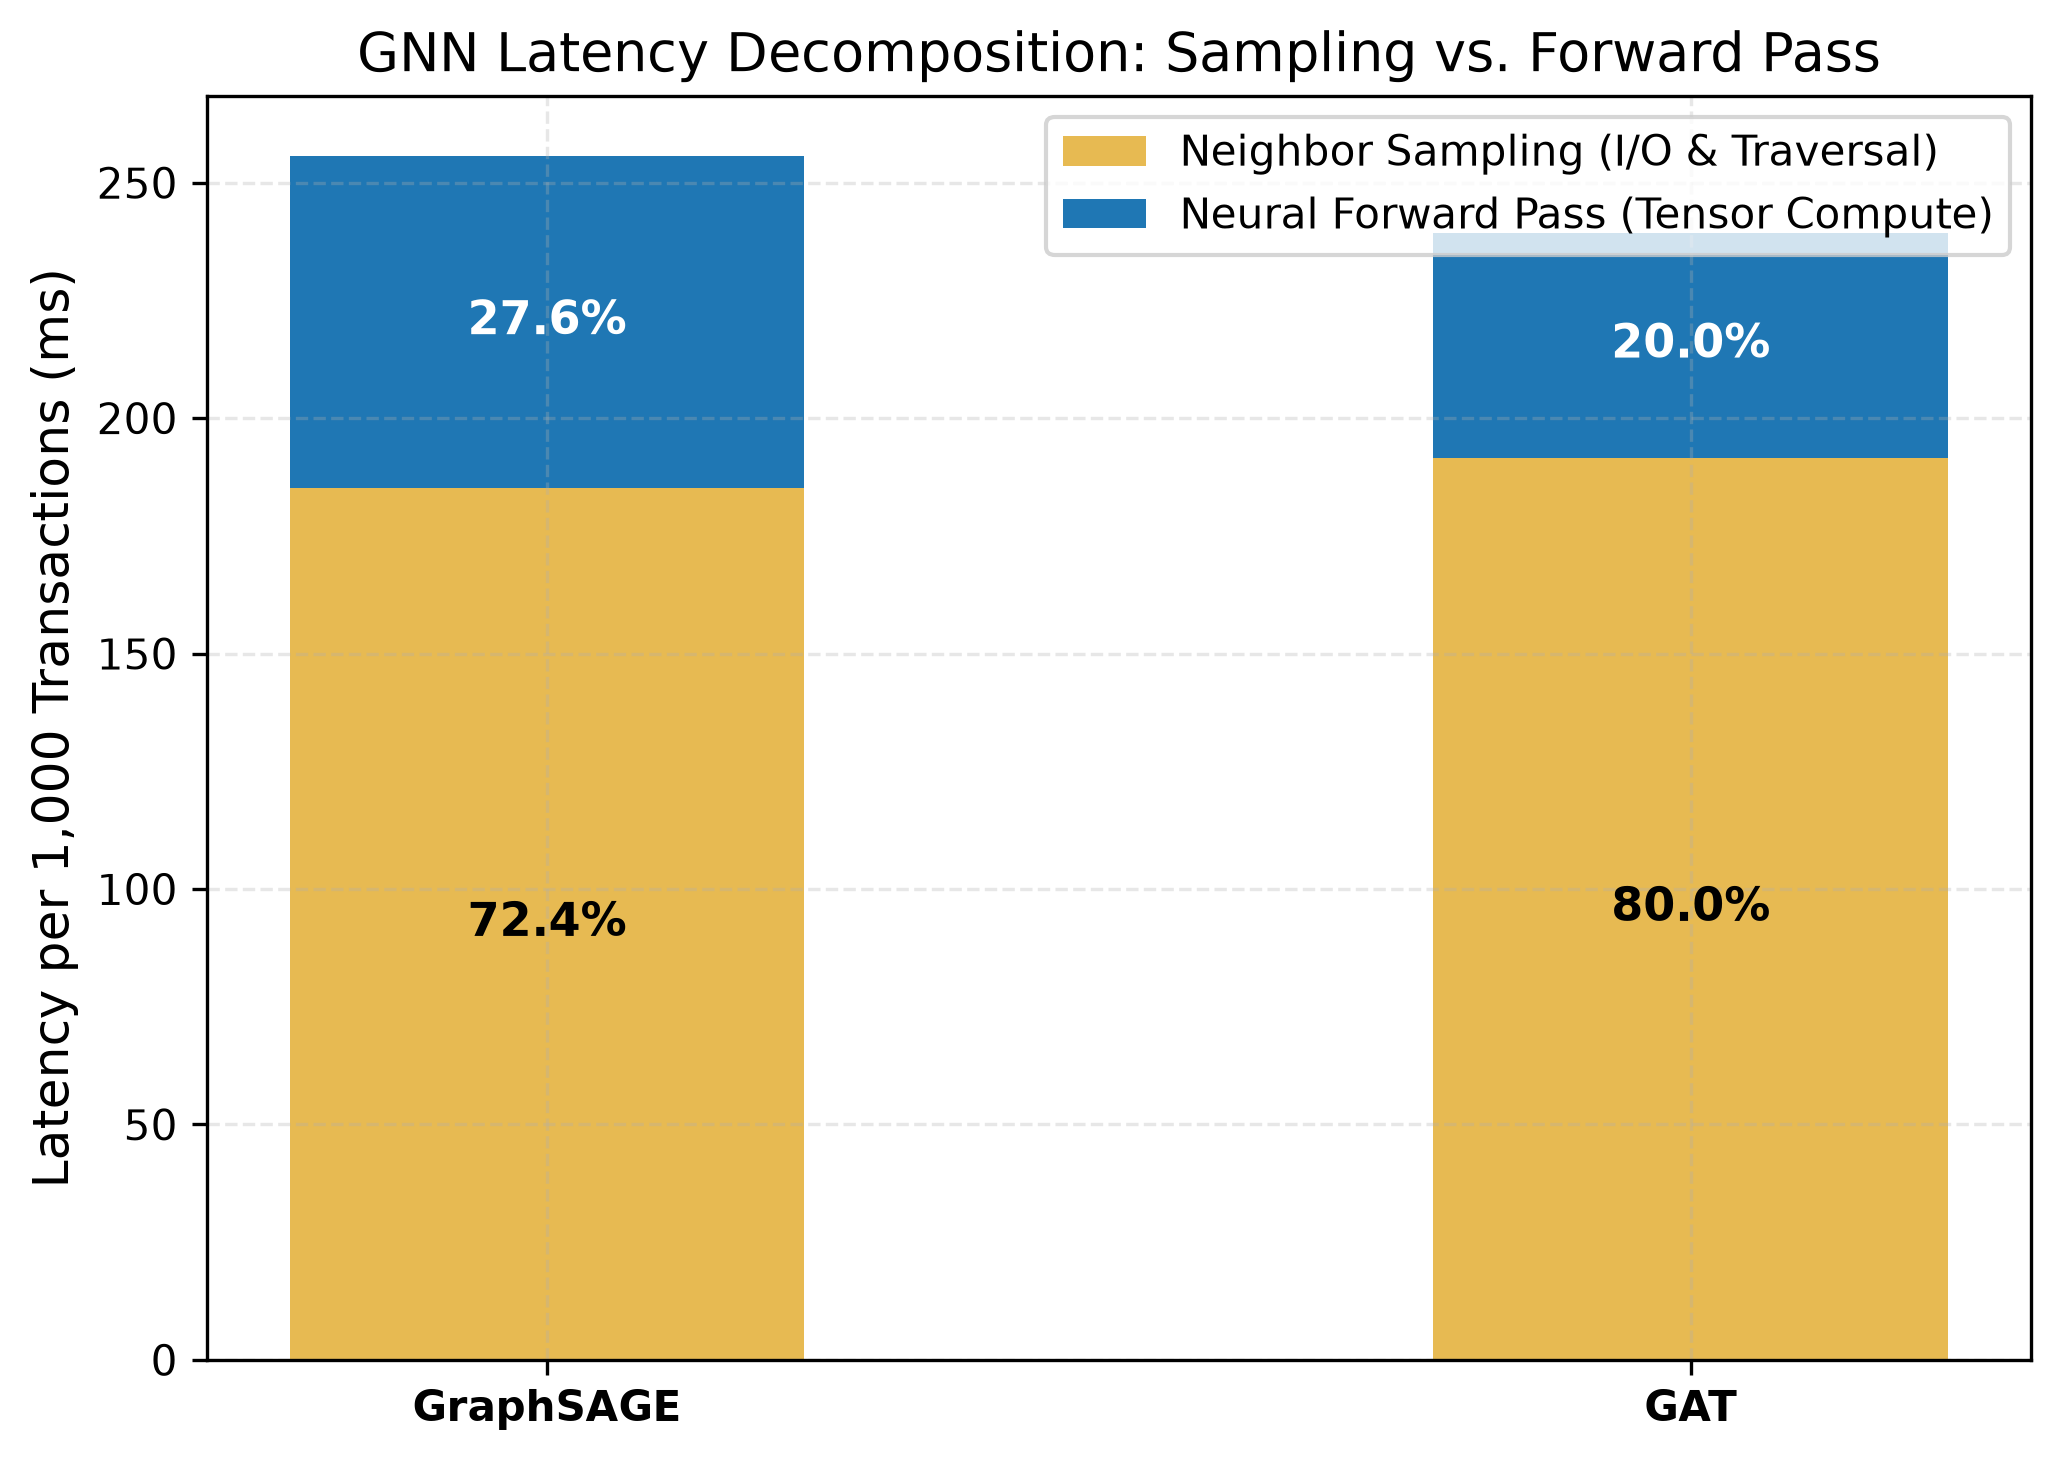 GNN Latency Decomposition: Sampling vs. Forward Pass
Neighbor Sampling (I/O & Traversal)
Neural Forward Pass (Tensor Compute)
Latency per 1,000 Transactions (ms)
250
200
150
100
50
0
27.6%
72.4%
20.0%
80.0%
GraphSAGE
GAT